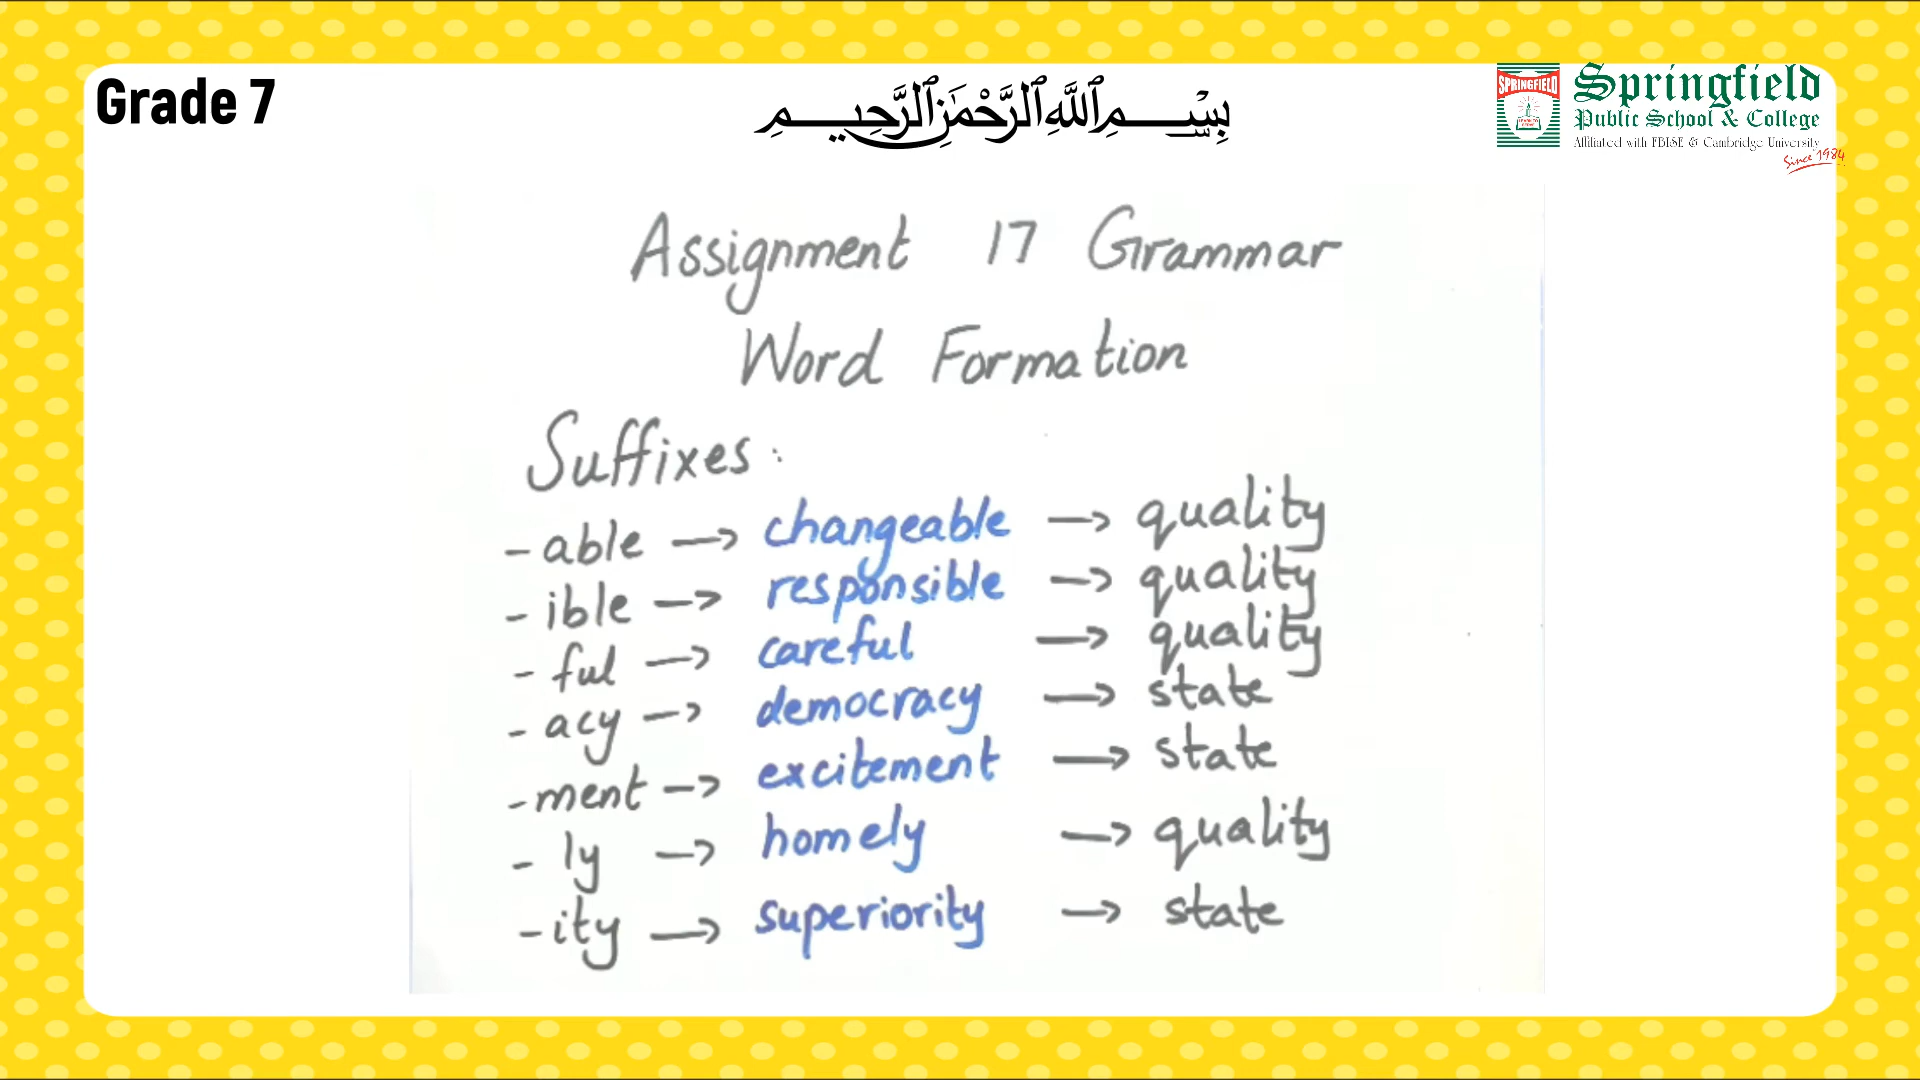 Grade 7
بِسْمِ ٱللَّهِ ٱلرَّحْمَٰنِ ٱلرَّحِيمِ
SPRINGFIELD
Springfield
Public School & College
Affiliated with FBISE & Cambridge University
Since 1984
Assignment 17 Grammar
Word Formation
Suffixes:
- able → changeable → quality
- ible → responsible → quality
- ful → careful → quality
- acy → democracy → state
- ment → excitement → state
- ly → homely → quality
- ity → superiority → state